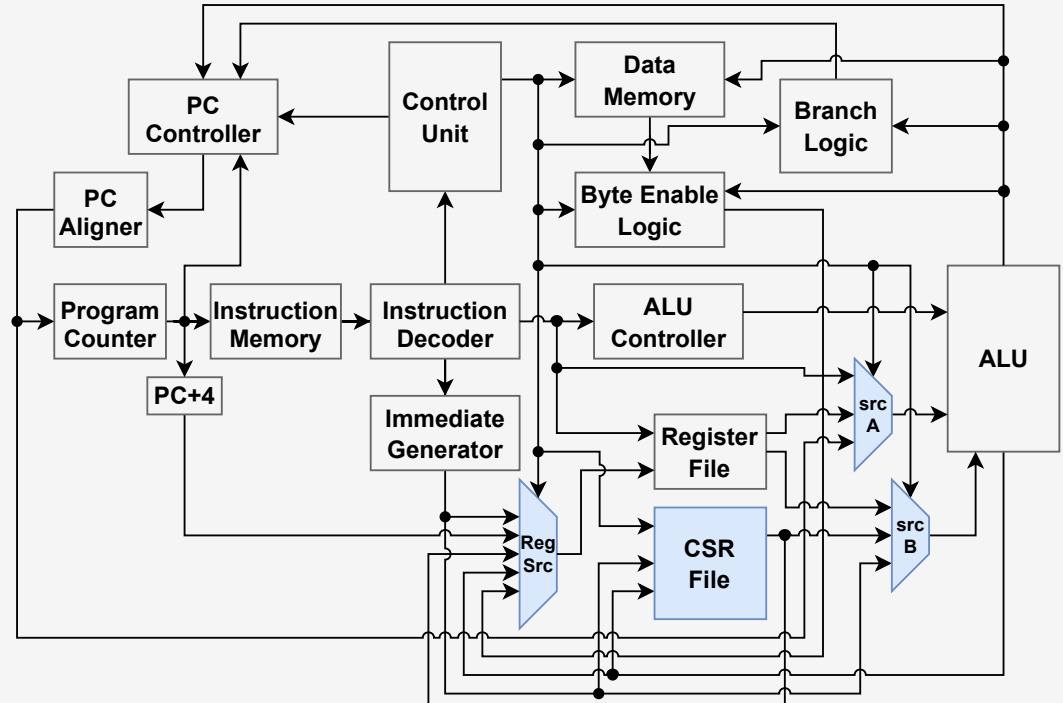 PC
Controller
Control
Unit
Data
Memory
Branch
Logic
PC
Aligner
Byte Enable
Logic
Program
Counter
Instruction
Memory
Instruction
Decoder
ALU
Controller
ALU
PC+4
Immediate
Generator
Register
File
src
A
Reg
Src
CSR
File
src
B